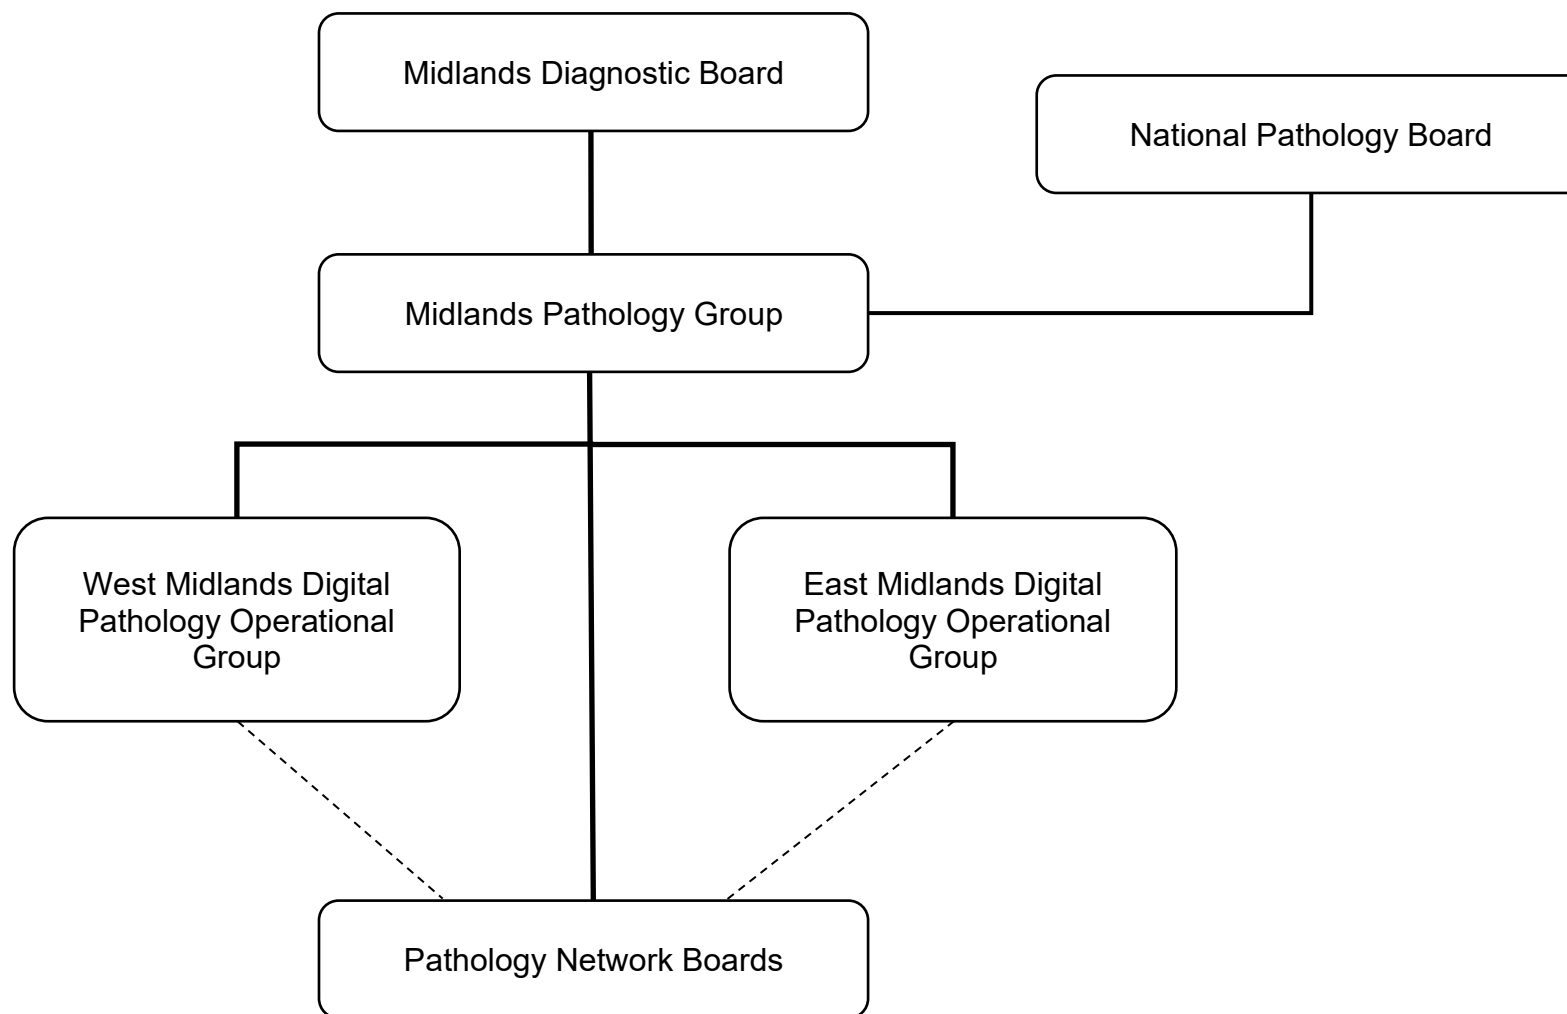 Midlands Diagnostic Board
National Pathology Board
Midlands Pathology Group
West Midlands Digital
Pathology Operational
Group
East Midlands Digital
Pathology Operational
Group
Pathology Network Boards